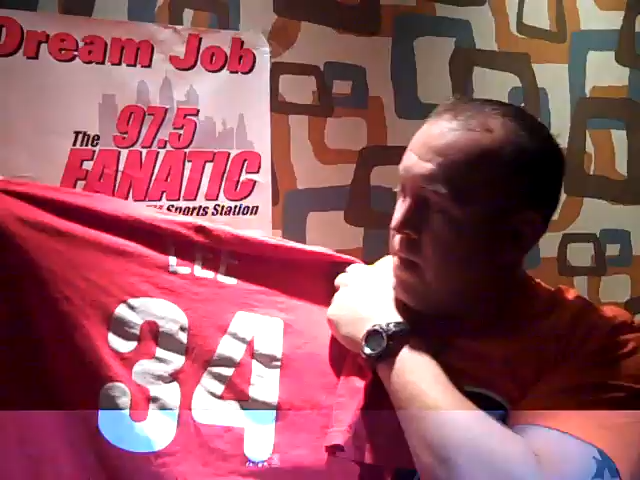 Dream Job
The 97.5
FANATIC
Sports Station
LEE
34